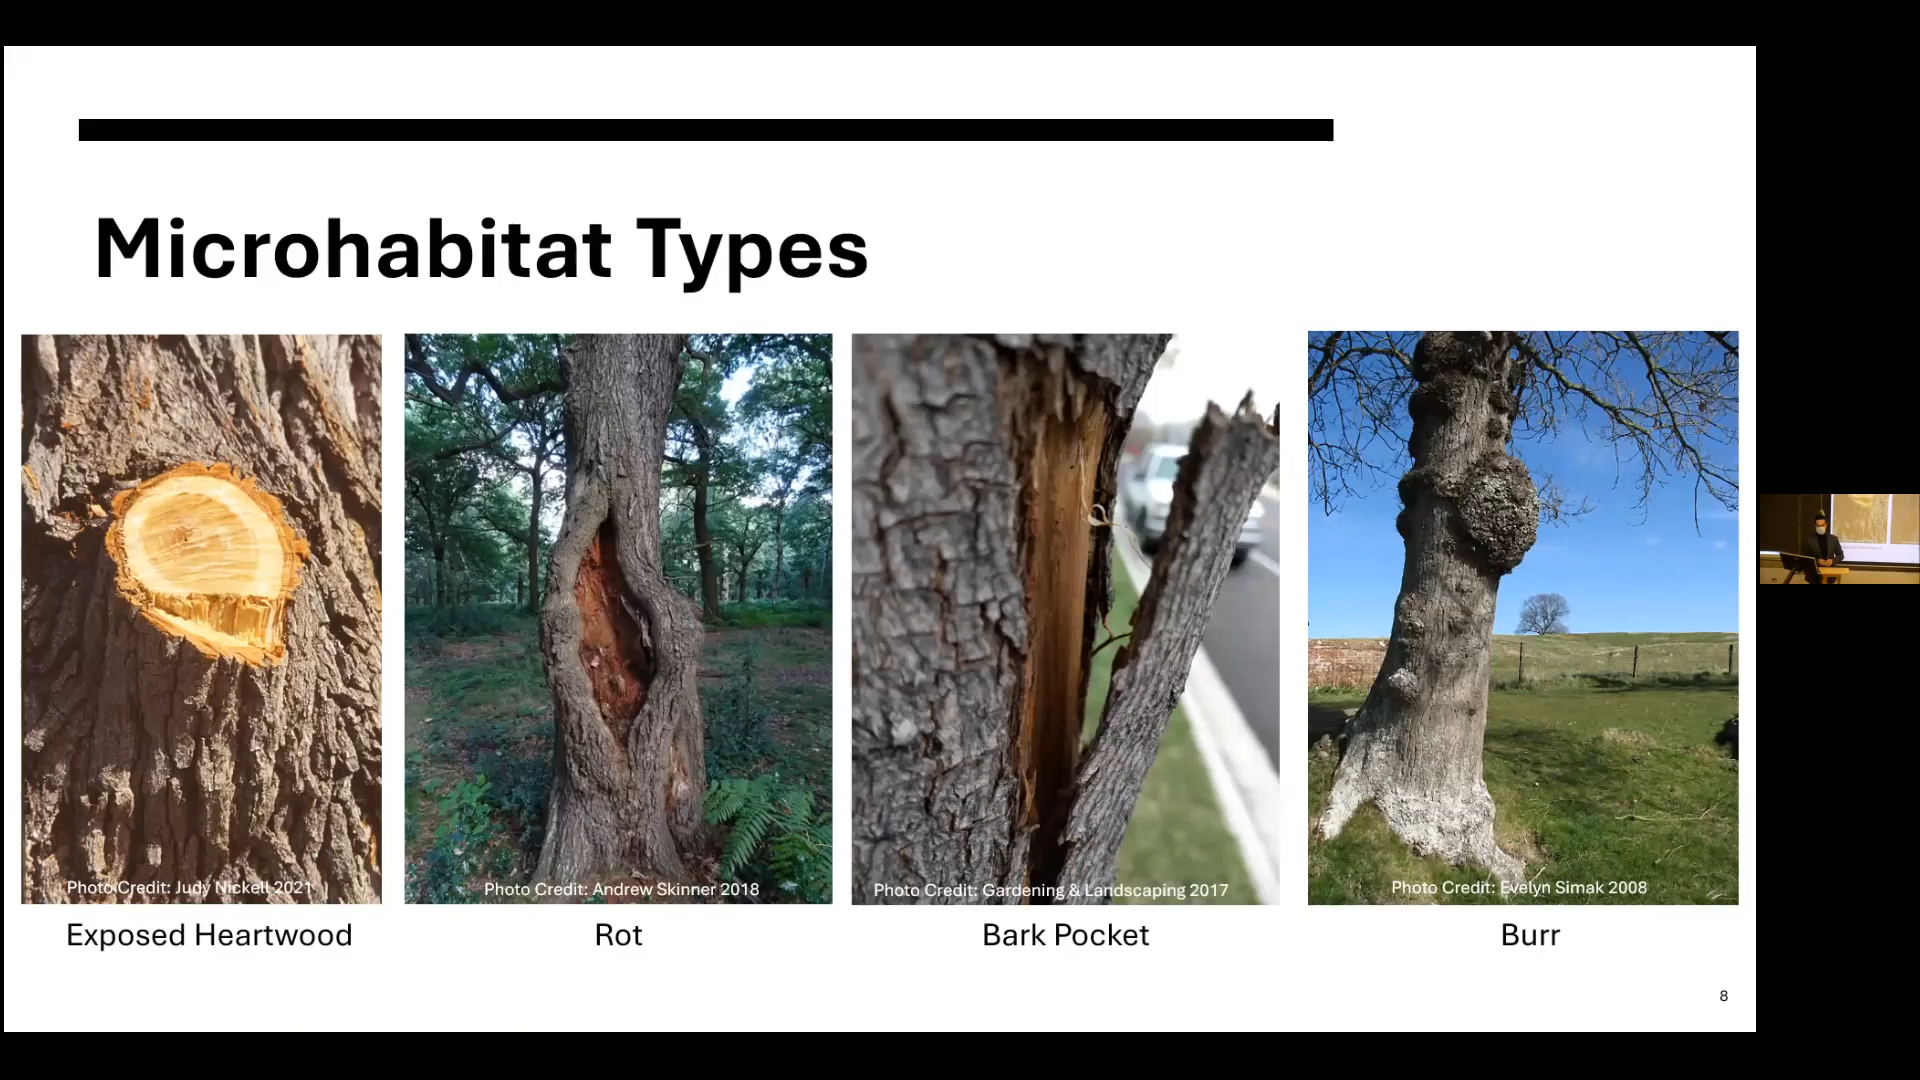 Microhabitat Types
Photo Credit: Judy Nickell 2021
Photo Credit: Andrew Skinner 2018
Photo Credit: Gardening & Landscaping 2017
Photo Credit: Evelyn Simak 2008
Exposed Heartwood
Rot
Bark Pocket
Burr
8